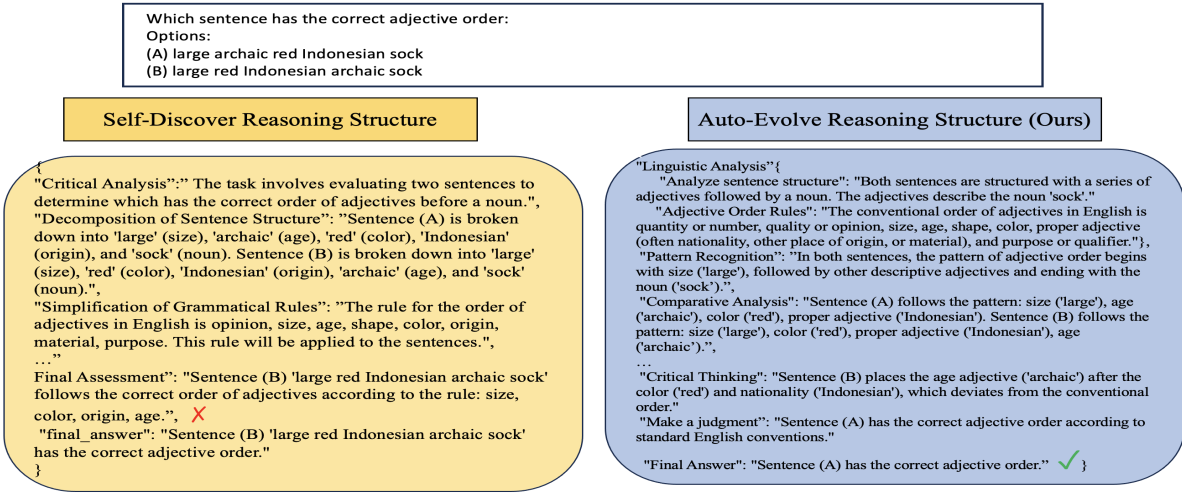 Which sentence has the correct adjective order:
Options:
(A) large archaic red Indonesian sock
(B) large red Indonesian archaic sock
Self-Discover Reasoning Structure
{
"Critical Analysis”:” The task involves evaluating two sentences to
determine which has the correct order of adjectives before a noun.",
"Decomposition of Sentence Structure”: ”Sentence (A) is broken
down into 'large' (size), 'archaic' (age), 'red' (color), 'Indonesian'
(origin), and 'sock' (noun). Sentence (B) is broken down into 'large'
(size), 'red' (color), 'Indonesian' (origin), 'archaic' (age), and 'sock'
(noun).",
"Simplification of Grammatical Rules”: ”The rule for the order of
adjectives in English is opinion, size, age, shape, color, origin,
material, purpose. This rule will be applied to the sentences.",
…”
Final Assessment”: "Sentence (B) 'large red Indonesian archaic sock'
follows the correct order of adjectives according to the rule: size,
color, origin, age.”,
"final_answer": "Sentence (B) 'large red Indonesian archaic sock'
has the correct adjective order."
}
Auto-Evolve Reasoning Structure (Ours)
"Linguistic Analysis”{
"Analyze sentence structure": "Both sentences are structured with a series of
adjectives followed by a noun. The adjectives describe the noun 'sock'."
"Adjective Order Rules": "The conventional order of adjectives in English is
quantity or number, quality or opinion, size, age, shape, color, proper adjective
(often nationality, other place of origin, or material), and purpose or qualifier."},
"Pattern Recognition”: ”In both sentences, the pattern of adjective order begins
with size ('large'), followed by other descriptive adjectives and ending with the
noun ('sock’).”,
"Comparative Analysis": "Sentence (A) follows the pattern: size ('large'), age
('archaic'), color ('red'), proper adjective ('Indonesian'). Sentence (B) follows the
pattern: size ('large'), color ('red'), proper adjective ('Indonesian'), age
('archaic’).”,
…
"Critical Thinking": "Sentence (B) places the age adjective ('archaic') after the
color ('red') and nationality ('Indonesian'), which deviates from the conventional
order."
"Make a judgment": "Sentence (A) has the correct adjective order according to
standard English conventions."
"Final Answer": "Sentence (A) has the correct adjective order.” }